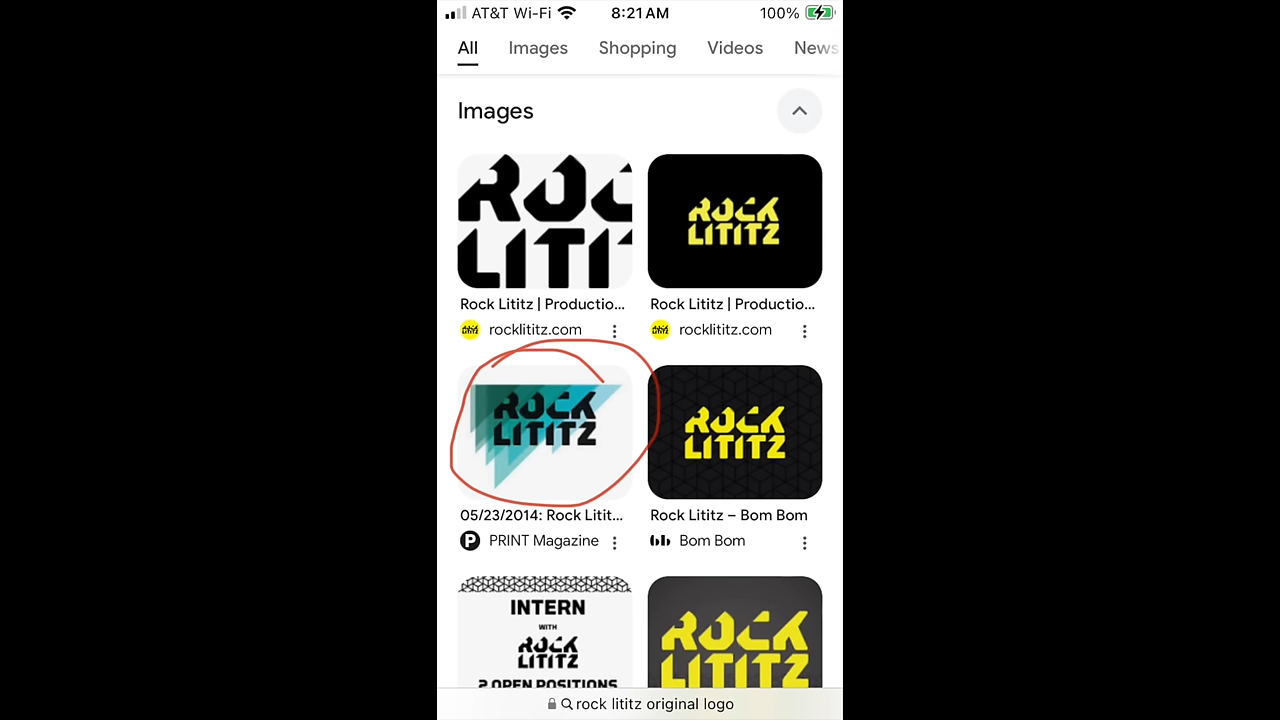 AT&T Wi-Fi 8:21 AM 100%
All Images Shopping Videos News
Images
ROC
LITIT
ROCK
LITITZ
Rock Lititz | Productio...
rocklititz.com
Rock Lititz | Productio...
rocklititz.com
ROCK
LITITZ
ROCK
LITITZ
05/23/2014: Rock Litit...
P PRINT Magazine
Rock Lititz – Bom Bom
bb Bom Bom
INTERN
WITH
ROCK
LITITZ
2 OPEN POSITIONS
ROCK
LITITZ
rock lititz original logo